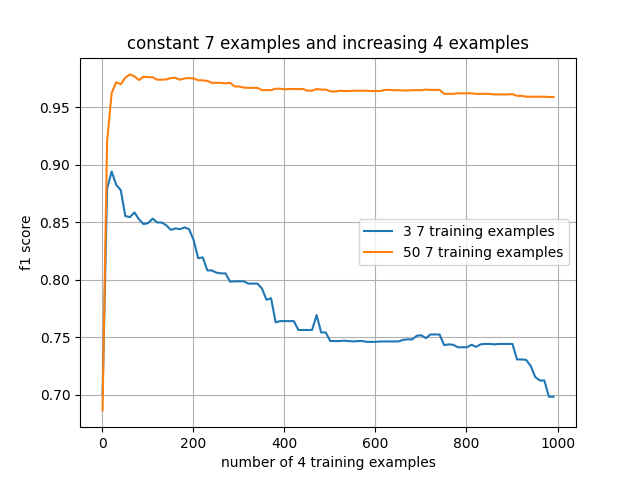 constant 7 examples and increasing 4 examples
f1 score
0.95
0.90
0.85
0.80
0.75
0.70
3 7 training examples
50 7 training examples
0 200 400 600 800 1000
number of 4 training examples